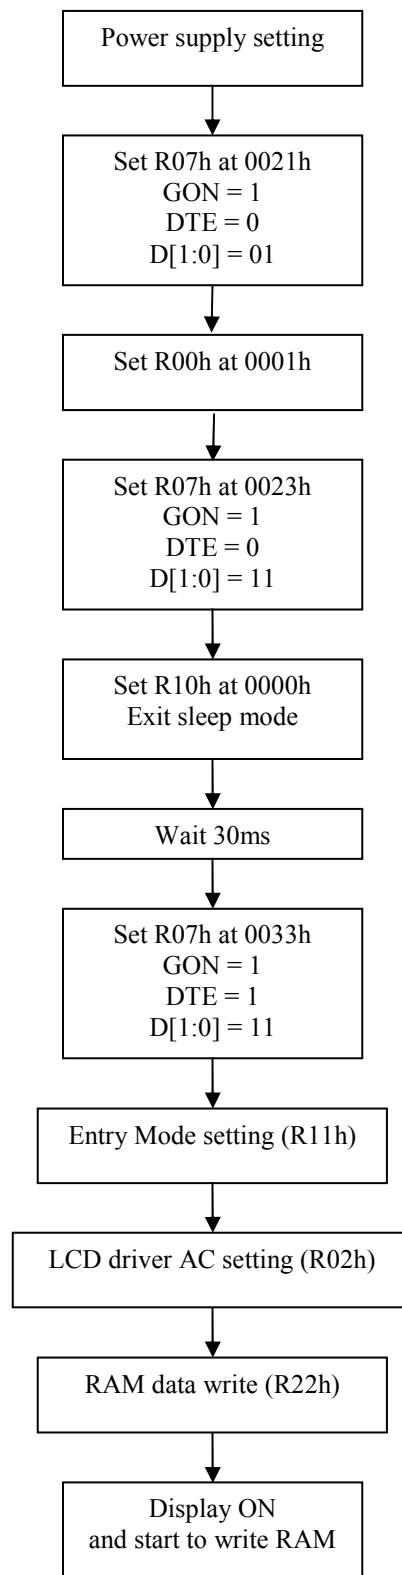 Power supply setting
Set R07h at 0021h
GON = 1
DTE = 0
D[1:0] = 01
Set R00h at 0001h
Set R07h at 0023h
GON = 1
DTE = 0
D[1:0] = 11
Set R10h at 0000h
Exit sleep mode
Wait 30ms
Set R07h at 0033h
GON = 1
DTE = 1
D[1:0] = 11
Entry Mode setting (R11h)
LCD driver AC setting (R02h)
RAM data write (R22h)
Display ON
and start to write RAM